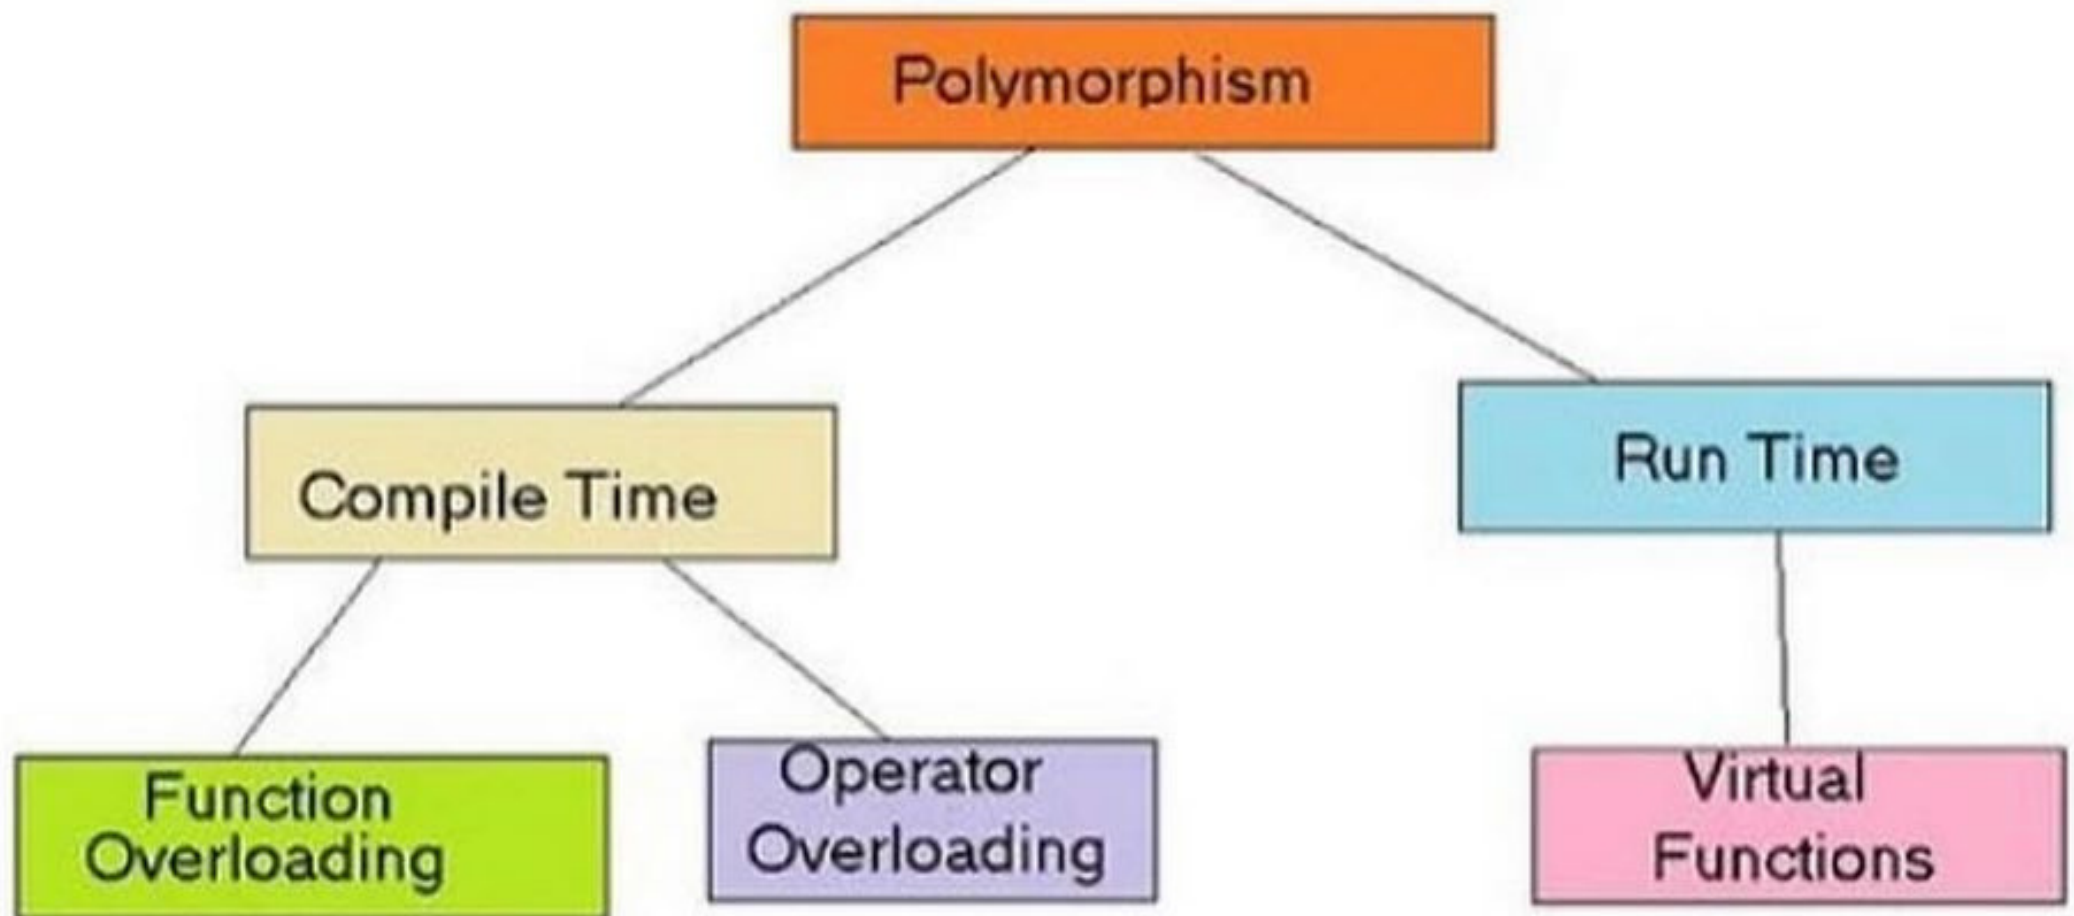 Polymorphism
Compile Time
Run Time
Function
Overloading
Operator
Overloading
Virtual
Functions